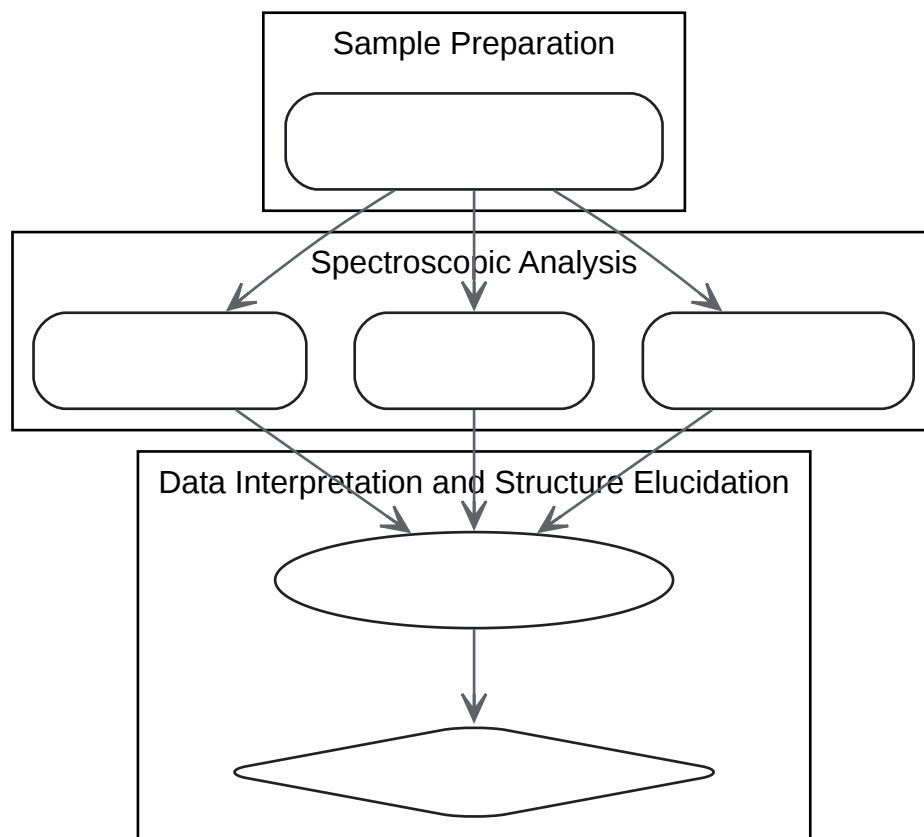 Sample Preparation
Spectroscopic Analysis
Data Interpretation and Structure Elucidation